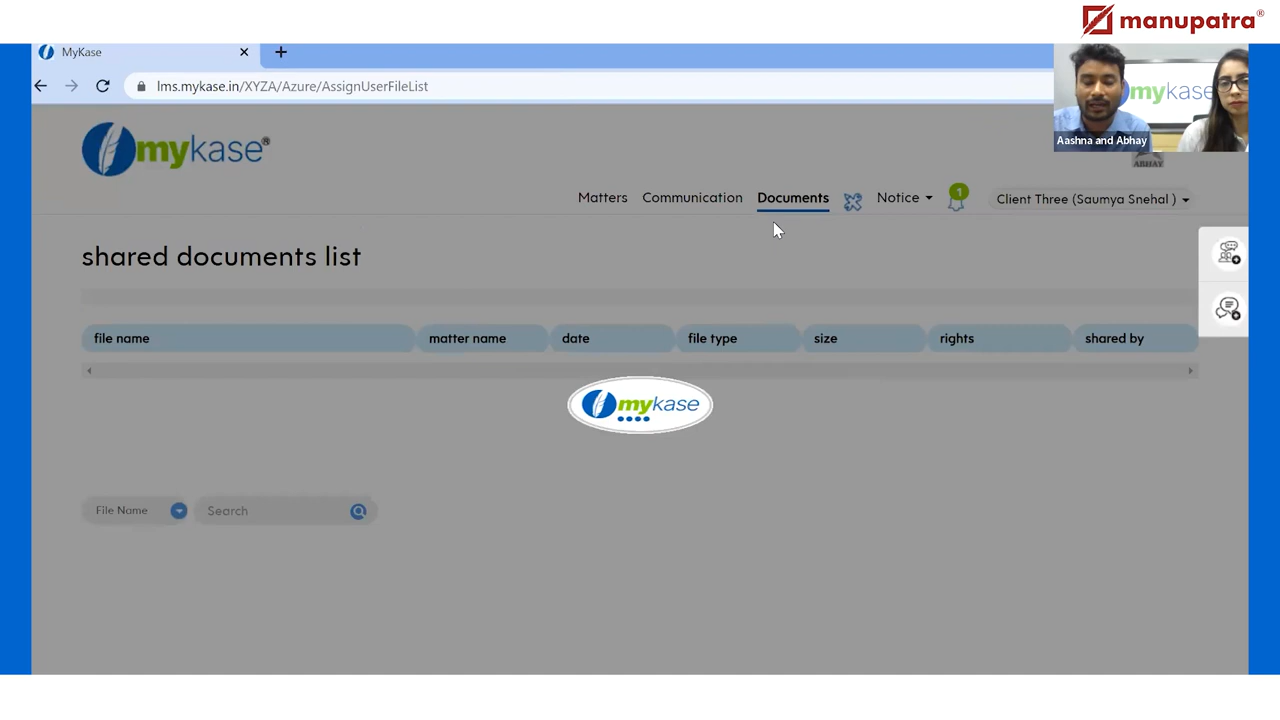 manupatra®
MyKase
lms.mykase.in/XYZA/Azure/AssignUserFileList
mykase
Aashna and Abhay
mykase®
ABHAY
Matters Communication Documents Notice 1 Client Three (Saumya Snehal )
shared documents list
file name matter name date file type size rights shared by
mykase
File Name Search